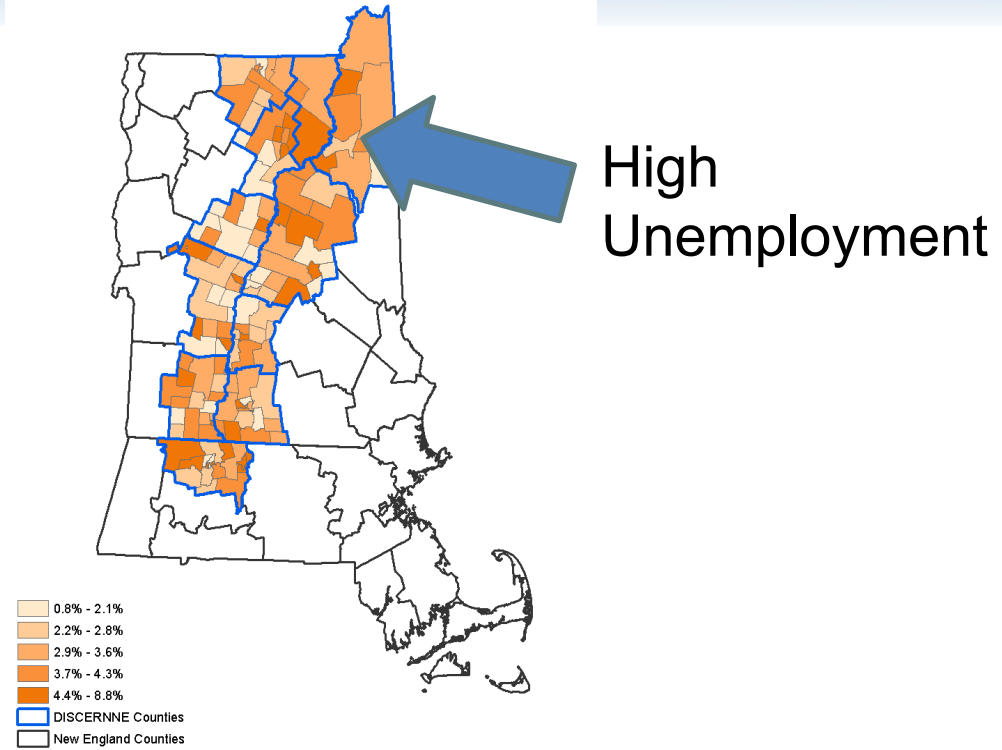 High
Unemployment
0.8% - 2.1%
2.2% - 2.8%
2.9% - 3.6%
3.7% - 4.3%
4.4% - 8.8%
DISCERNNE Counties
New England Counties